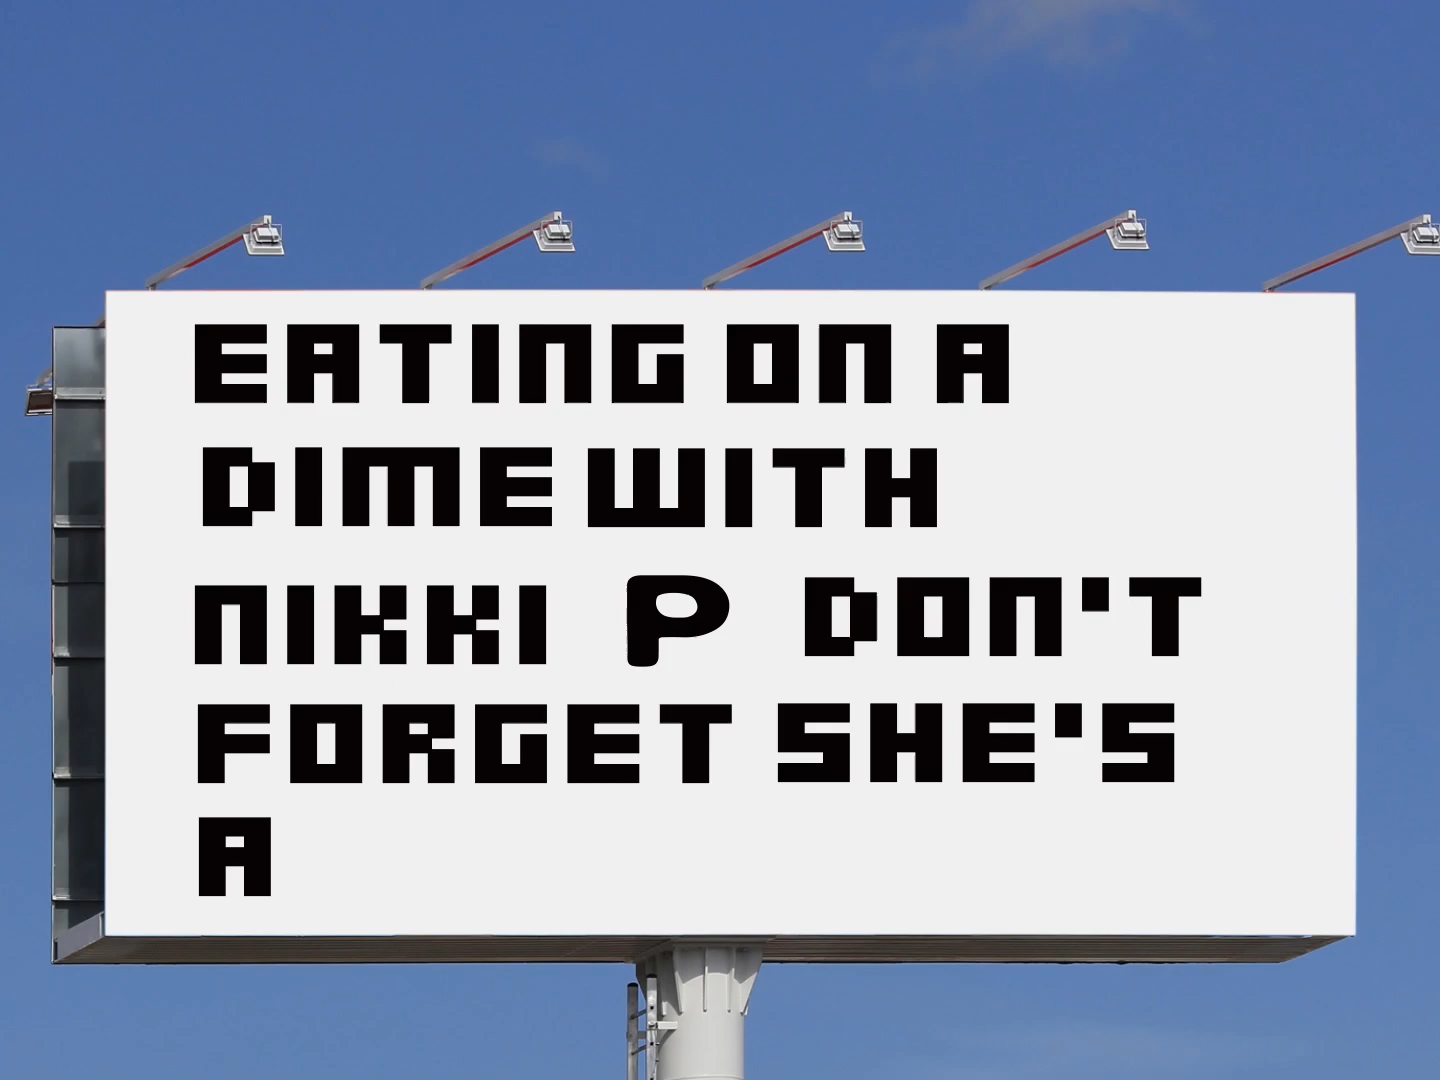 EATING ON A
DIME WITH
NIKKI P DON'T
FORGET SHE'S
A